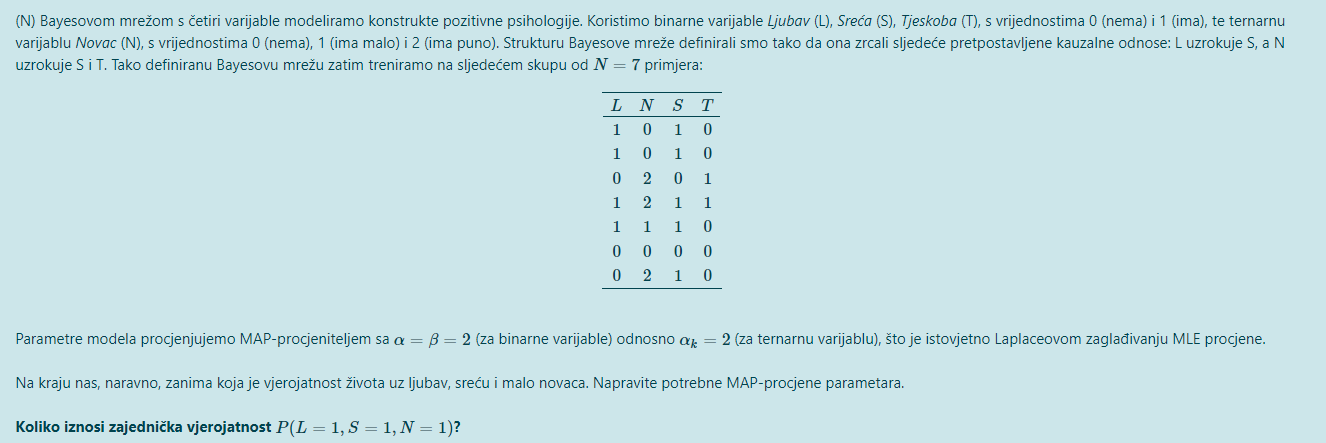 (N) Bayesovom mrežom s četiri varijable modeliramo konstrukte pozitivne psihologije. Koristimo binarne varijable Ljubav (L), Sreća (S), Tjeskoba (T), s vrijednostima 0 (nema) i 1 (ima), te ternarnu
varijablu Novac (N), s vrijednostima 0 (nema), 1 (ima malo) i 2 (ima puno). Strukturu Bayesove mreže definirali smo tako da ona zrcali sljedeće pretpostavljene kauzalne odnose: L uzrokuje S, a N
uzrokuje S i T. Tako definiranu Bayesovu mrežu zatim treniramo na sljedećem skupu od N = 7 primjera:
L N S T
1 0 1 0
1 0 1 0
0 2 0 1
1 2 1 1
1 1 1 0
0 0 0 0
0 2 1 0
Parametre modela procjenjujemo MAP-procjeniteljem sa α = β = 2 (za binarne varijable) odnosno αₖ = 2 (za ternarnu varijablu), što je istovjetno Laplaceovom zaglađivanju MLE procjene.
Na kraju nas, naravno, zanima koja je vjerojatnost života uz ljubav, sreću i malo novaca. Napravite potrebne MAP-procjene parametara.
Koliko iznosi zajednička vjerojatnost P(L = 1, S = 1, N = 1)?